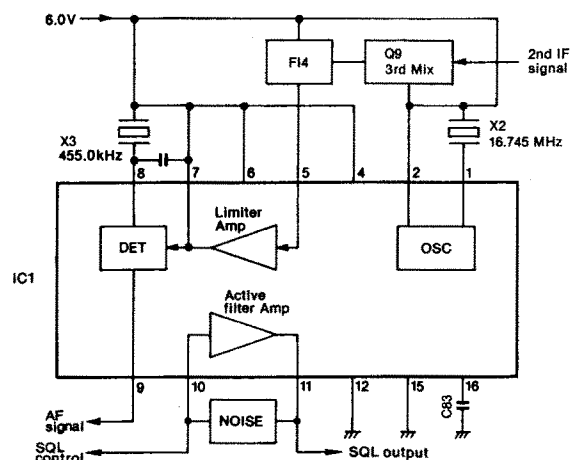 6.0V
FI4
Q9
3rd Mix
2nd IF
signal
X3
455.0kHz
X2
16.745 MHz
8
7
6
5
4
2
1
Limiter
Amp
DET
OSC
IC1
Active
filter Amp
9
10
11
12
15
16
AF
signal
NOISE
C83
SQL
control
SQL output